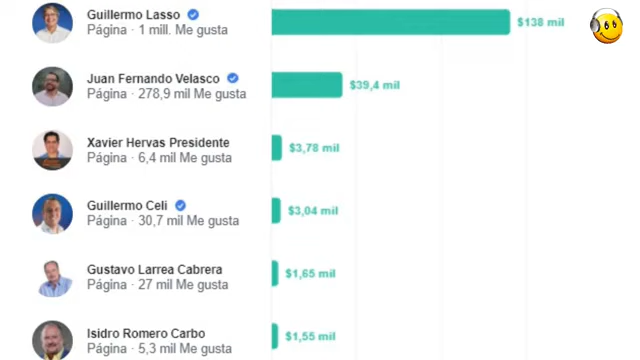 Guillermo Lasso
Página · 1 mill. Me gusta
$138 mil
Juan Fernando Velasco
Página · 278,9 mil Me gusta
$39,4 mil
Xavier Hervas Presidente
Página · 6,4 mil Me gusta
$3,78 mil
Guillermo Celi
Página · 30,7 mil Me gusta
$3,04 mil
Gustavo Larrea Cabrera
Página · 27 mil Me gusta
$1,65 mil
Isidro Romero Carbo
Página · 5,3 mil Me gusta
$1,55 mil